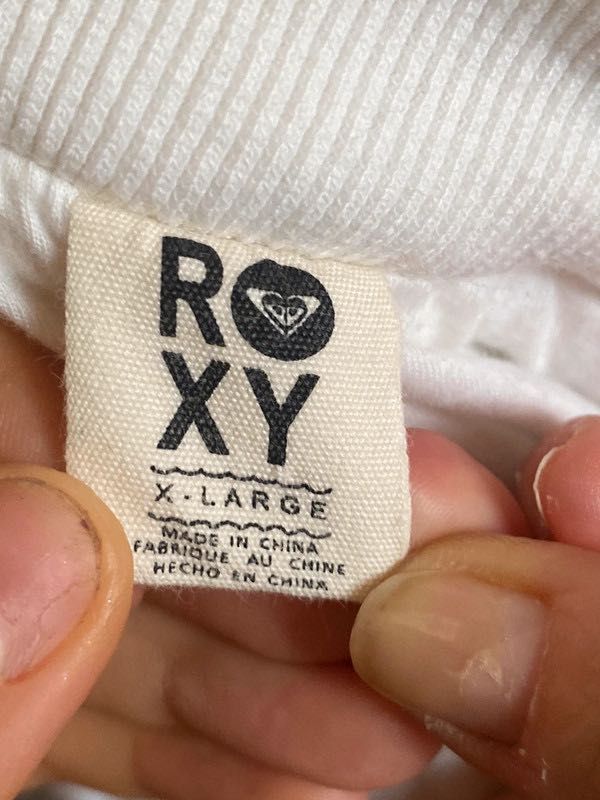 ROXY
X-LARGE
MADE IN CHINA
FABRIQUE AU CHINE
HECHO EN CHINA